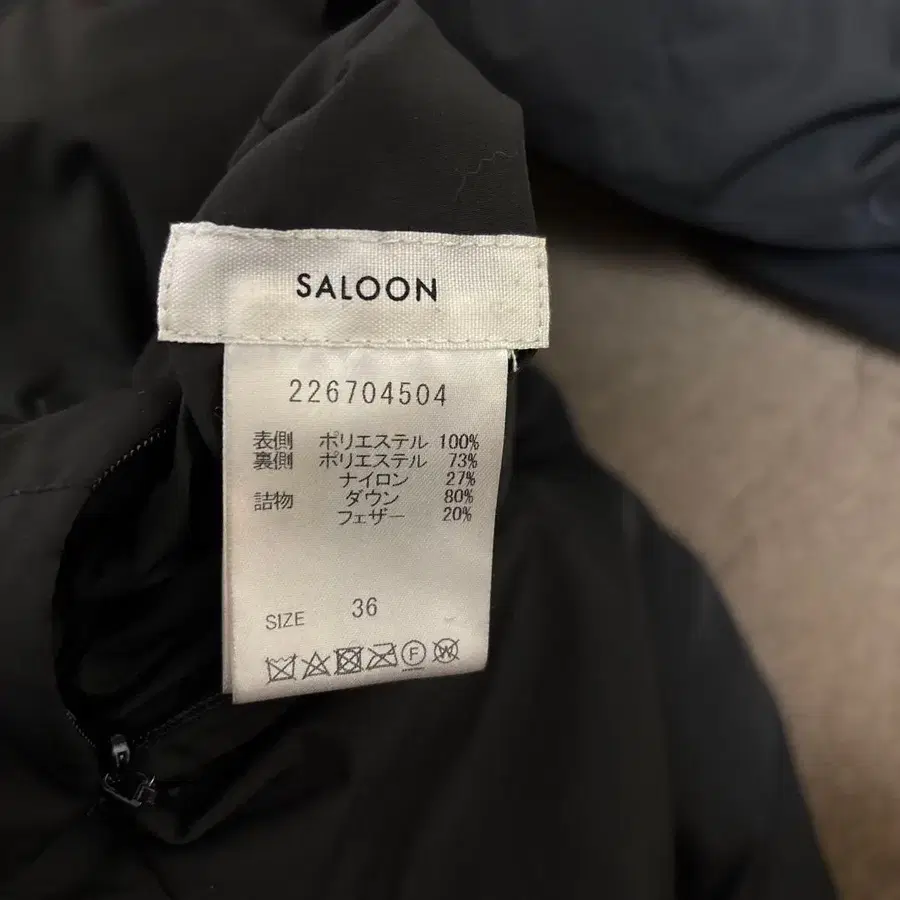 SALOON
226704504
表側 ポリエステル 100%
裏側 ポリエステル 73%
ナイロン 27%
詰物 ダウン 80%
フェザー 20%
SIZE 36
F W